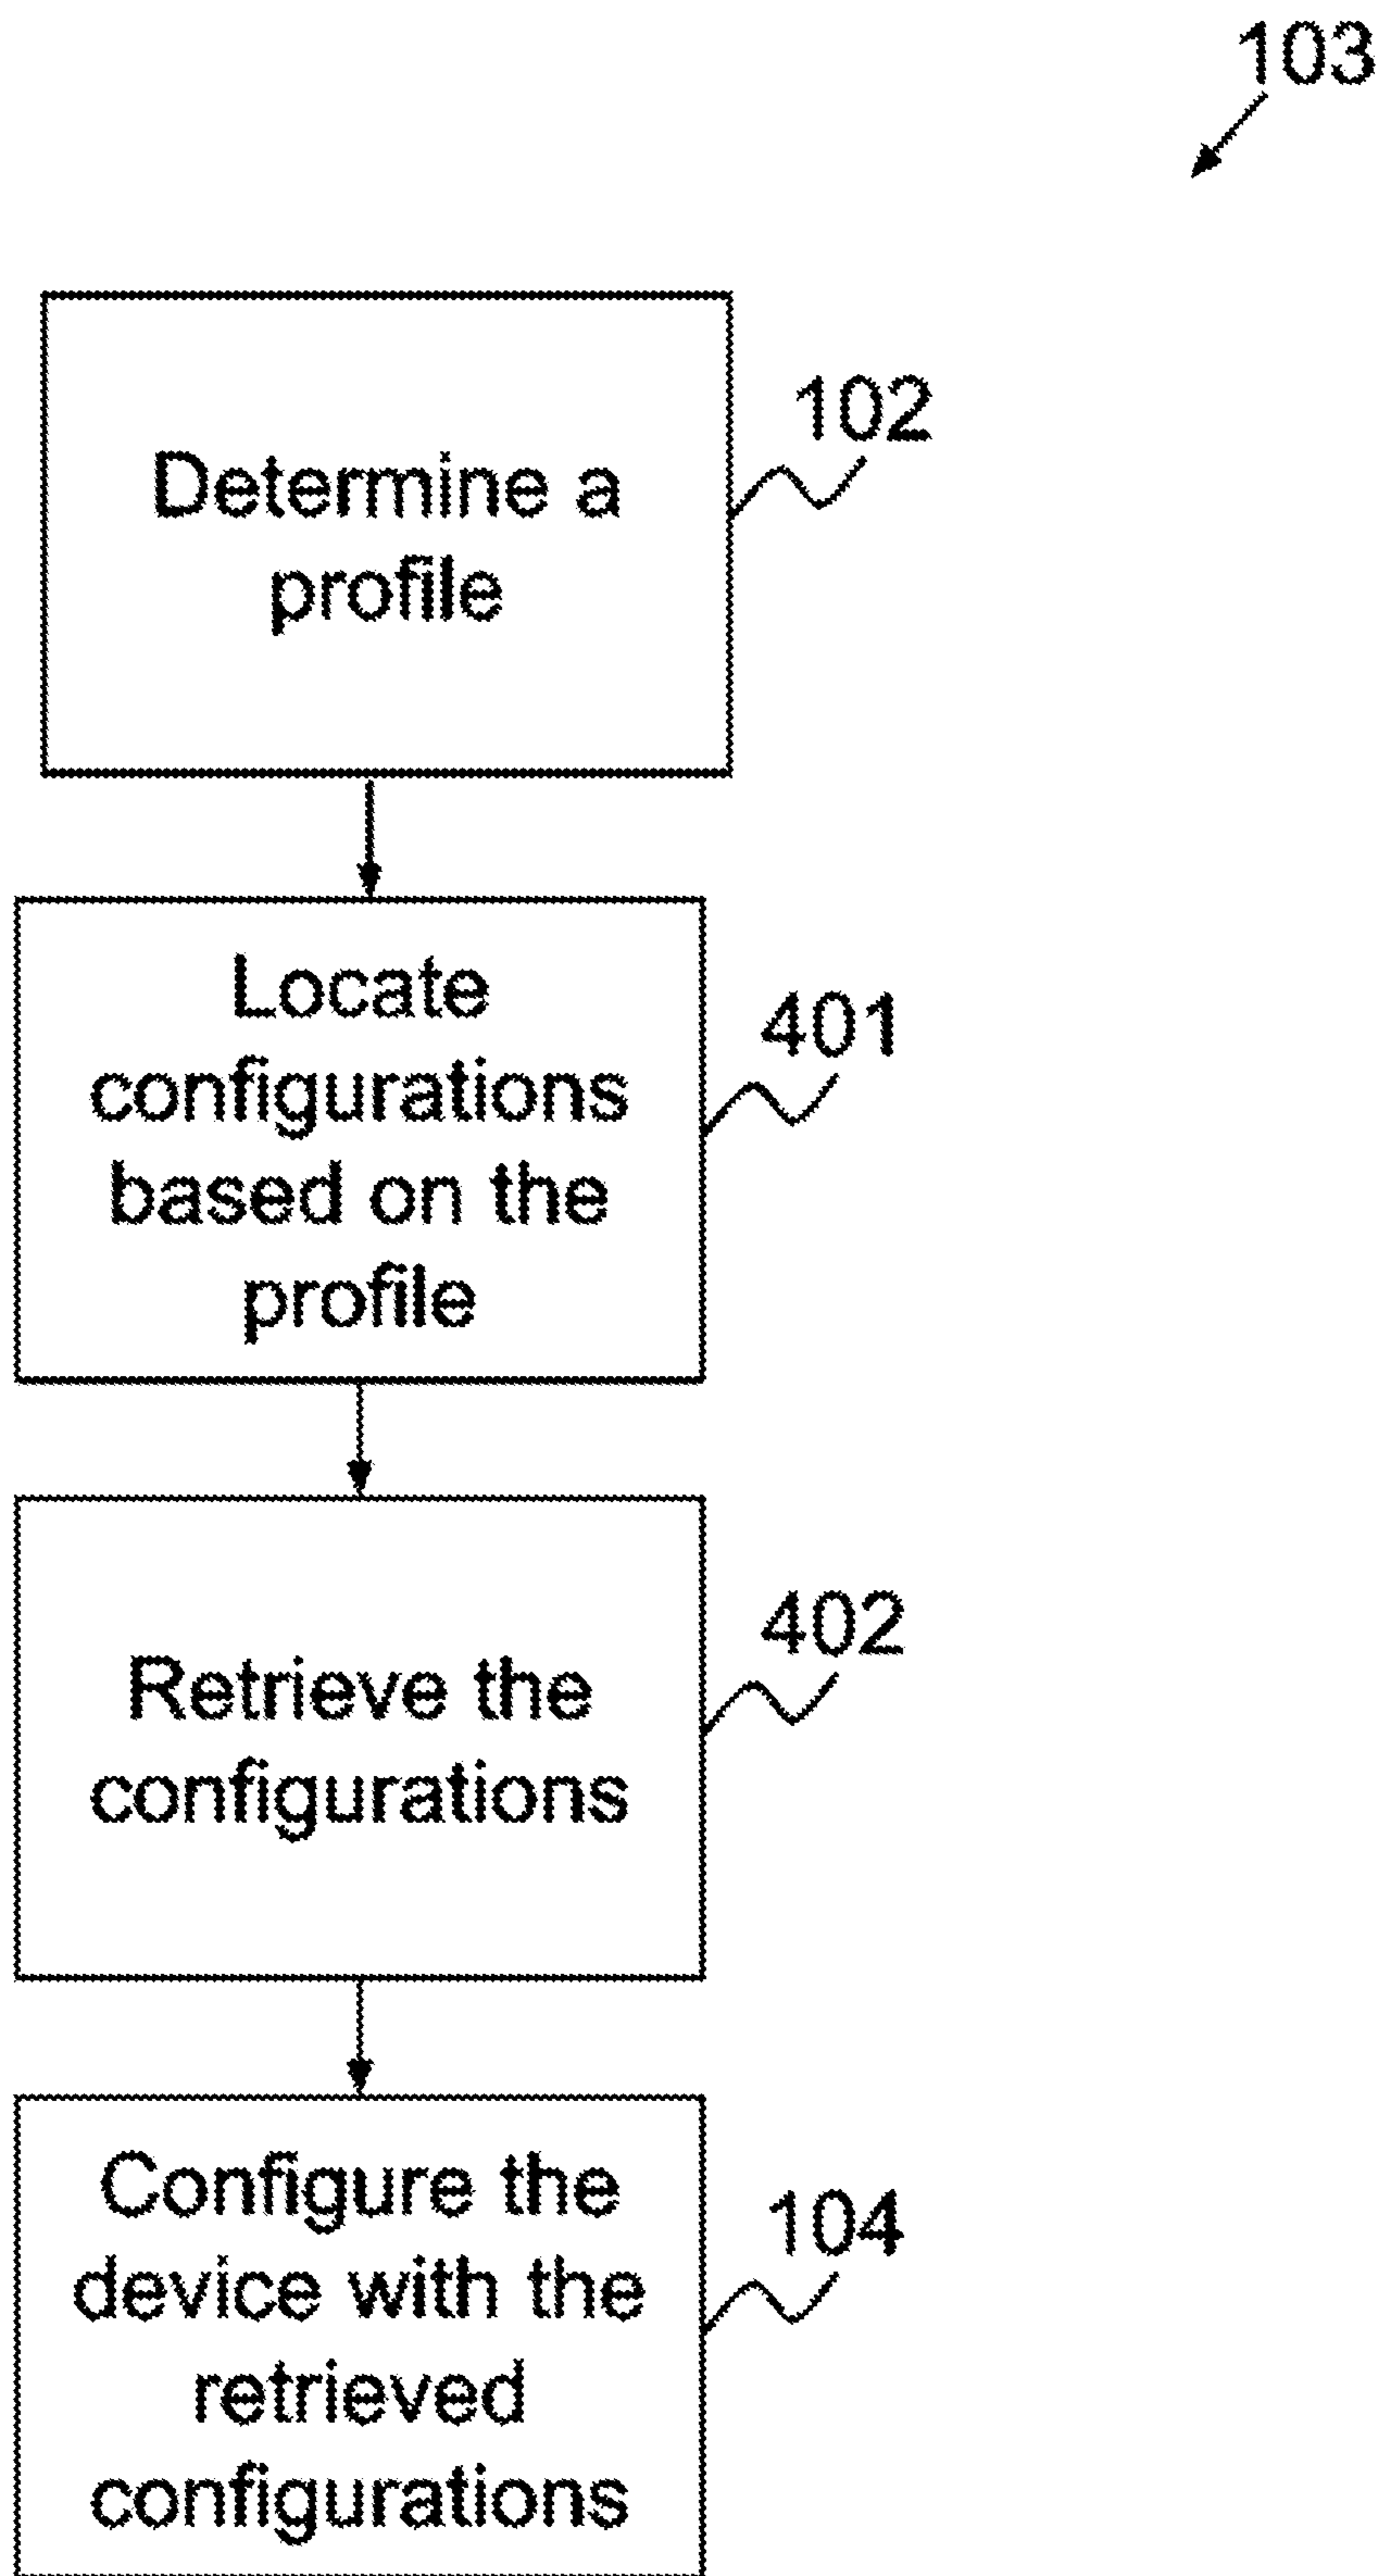 103
Determine a
profile
102
Locate
configurations
based on the
profile
401
Retrieve the
configurations
402
Configure the
device with the
retrieved
configurations
104